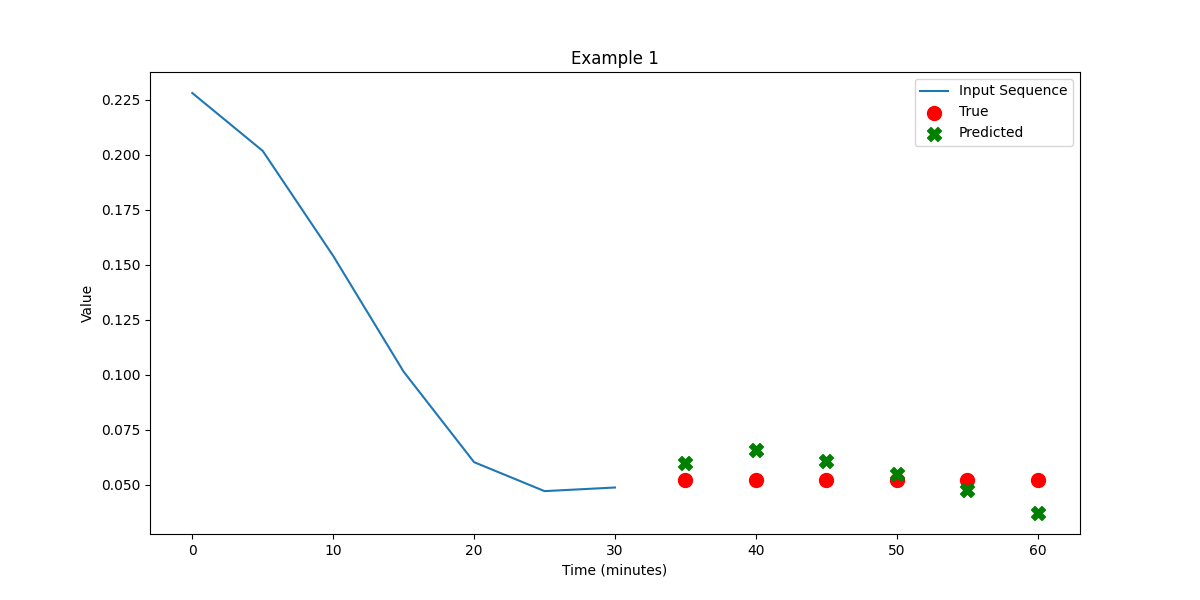 Example 1
Input Sequence
True
Predicted
0.225
0.200
0.175
0.150
0.125
0.100
0.075
0.050
Value
0 10 20 30 40 50 60
Time (minutes)